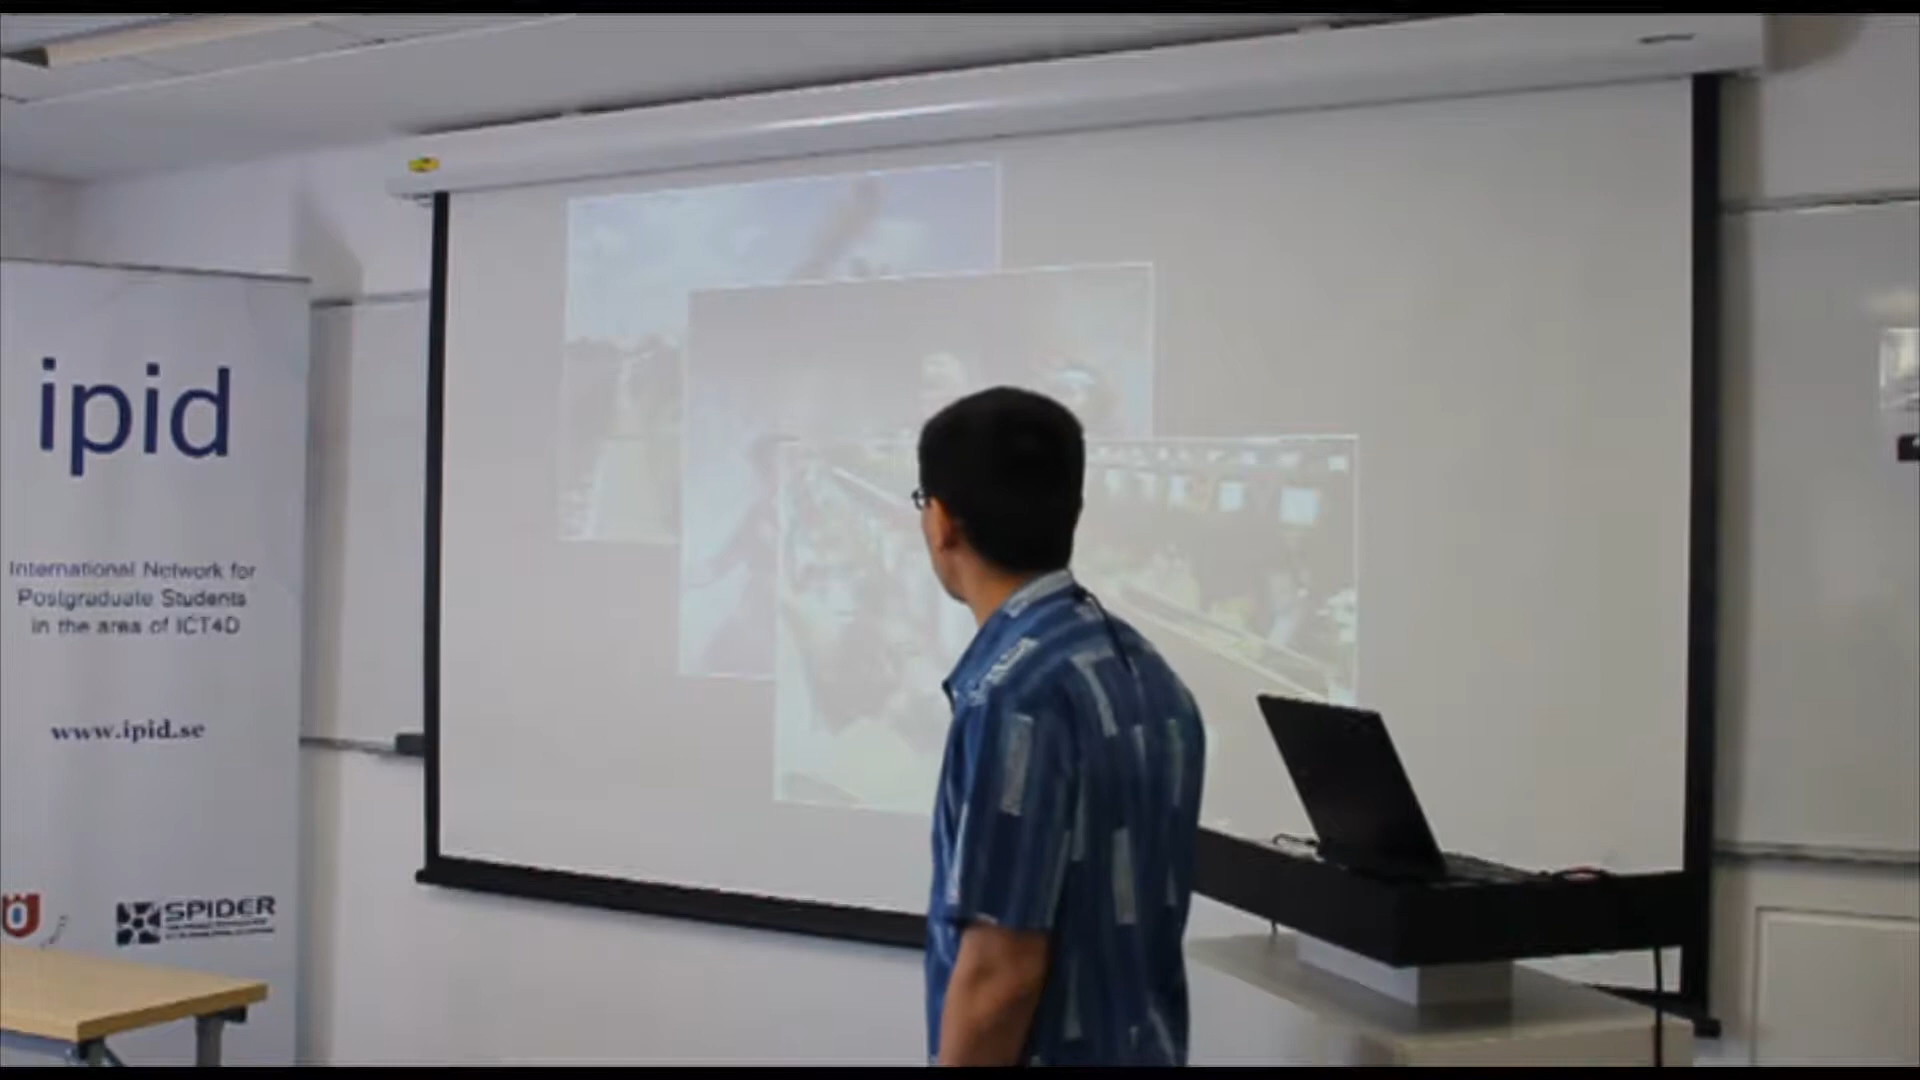 ipid
International Network for
Postgraduate Students
in the area of ICT4D
www.ipid.se
SPIDER